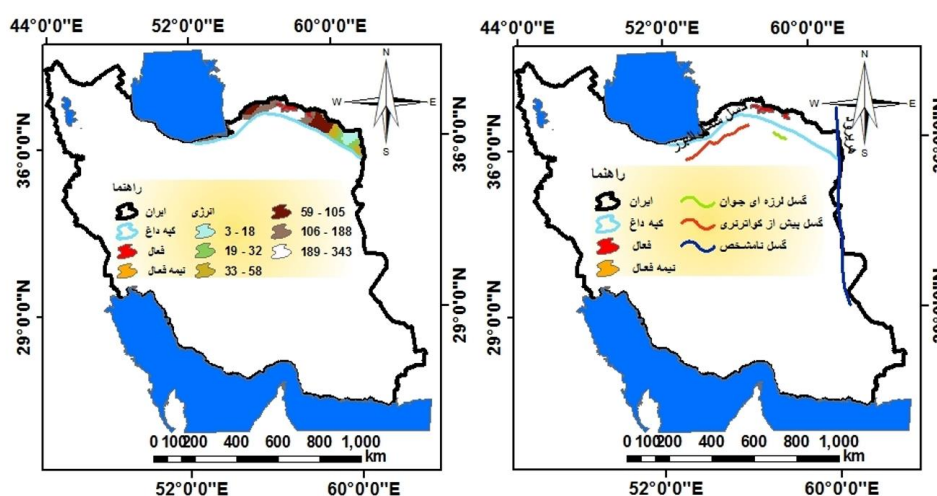 44°0'0"E 52°0'0"E 60°0'0"E
N
W E
S
36°0'0"N
36°0'0"N
راهنما
ایران
کپه داغ
فعال
نیمه فعال
انرژی
3 - 18
19 - 32
33 - 58
59 - 105
106 - 188
189 - 343
29°0'0"N
29°0'0"N
0 100 200 400 600 800 1,000
km
52°0'0"E 60°0'0"E
44°0'0"E 52°0'0"E 60°0'0"E
N
W E
S
36°0'0"N
راهنما
ایران
کپه داغ
فعال
نیمه فعال
گسل لرزه ای جوان
گسل پیش از کواترنری
گسل نامشخص
29°0'0"N
0 100 200 400 600 800 1,000
km
52°0'0"E 60°0'0"E